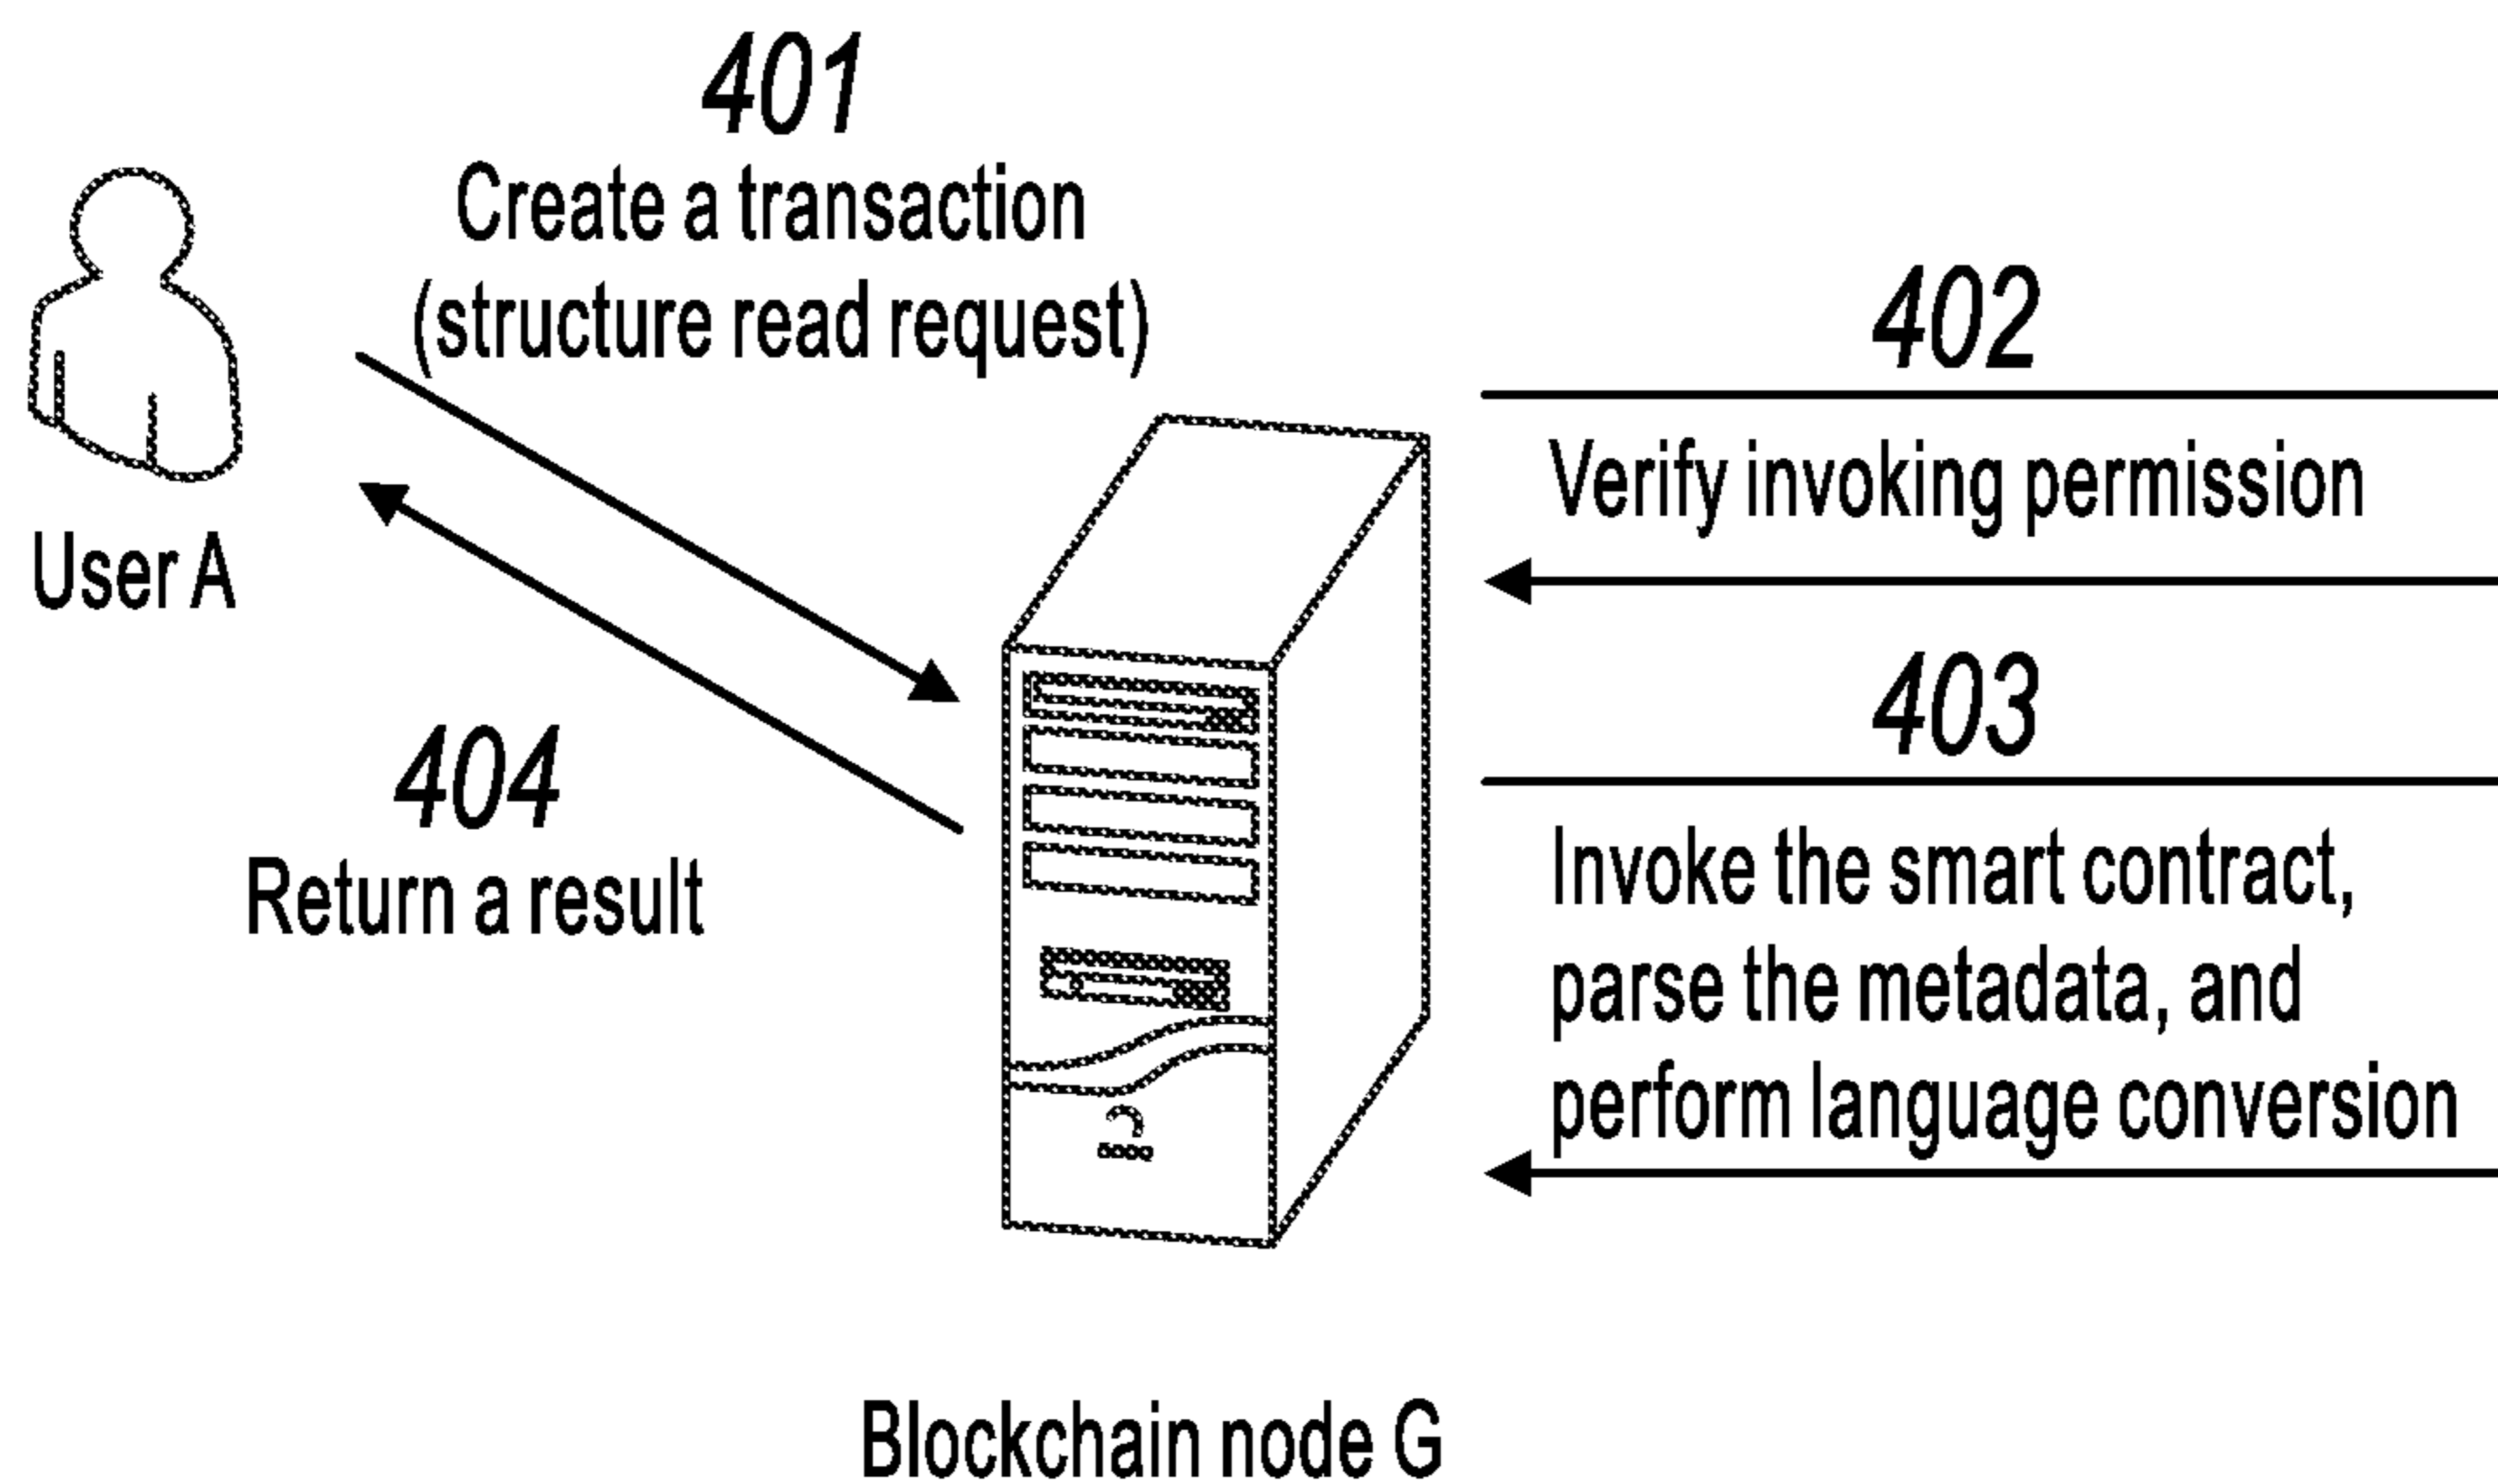 401
Create a transaction
(structure read request)
User A
402
Verify invoking permission
403
Invoke the smart contract,
parse the metadata, and
perform language conversion
404
Return a result
Blockchain node G